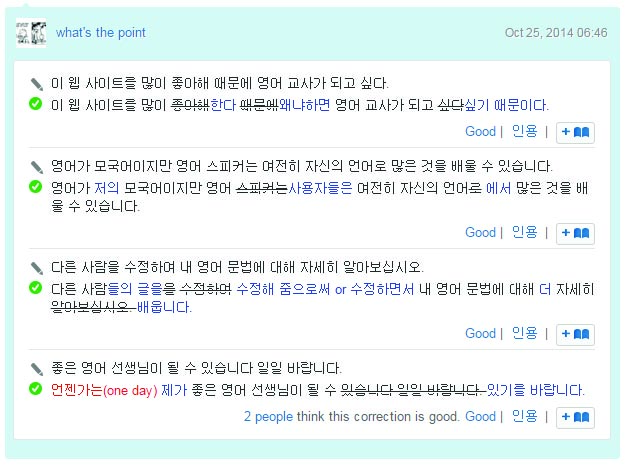 what's the point Oct 25, 2014 06:46
이 웹 사이트를 많이 좋아해 때문에 영어 교사가 되고 싶다.
이 웹 사이트를 많이 좋아해한다 때문에왜냐하면 영어 교사가 되고 싶다싶기 때문이다.
Good | 인용 | +
영어가 모국어이지만 영어 스피커는 여전히 자신의 언어로 많은 것을 배울 수 있습니다.
영어가 저의 모국어이지만 영어 스피커는사용자들은 여전히 자신의 언어로 에서 많은 것을 배
울 수 있습니다.
Good | 인용 | +
다른 사람을 수정하여 내 영어 문법에 대해 자세히 알아보십시오.
다른 사람들의 글을을 수정하여 수정해 줌으로써 or 수정하면서 내 영어 문법에 대해 더 자세히
알아보십시오. 배웁니다.
Good | 인용 | +
좋은 영어 선생님이 될 수 있습니다 일일 바랍니다.
언젠가는(one day) 제가 좋은 영어 선생님이 될 수 있습니다 일일 바랍니다. 있기를 바랍니다.
2 people think this correction is good. Good | 인용 | +